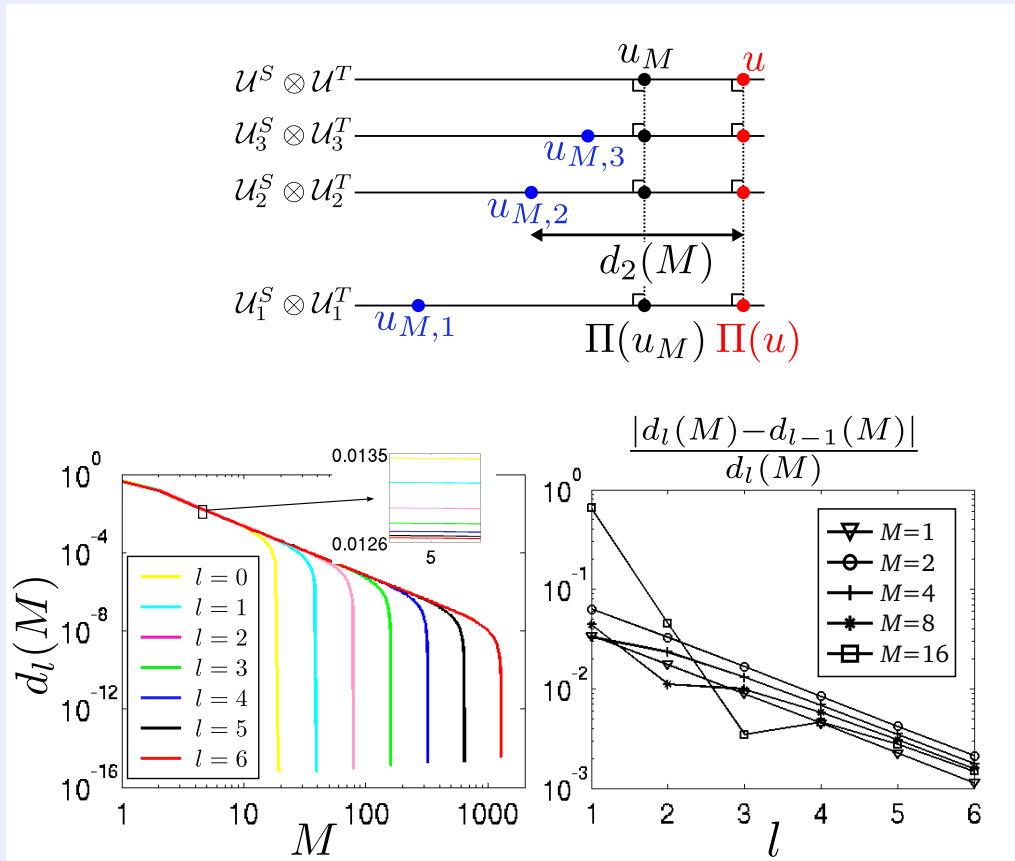 u_M u
𝒰^S ⊗ 𝒰^T
𝒰_3^S ⊗ 𝒰_3^T
u_{M,3}
𝒰_2^S ⊗ 𝒰_2^T
u_{M,2}
d_2(M)
𝒰_1^S ⊗ 𝒰_1^T
u_{M,1} Π(u_M) Π(u)
|d_l(M)−d_{l−1}(M)|
d_l(M)
d_l(M)
10^0
10^-4
10^-8
10^-12
10^-16
0.0135
0.0126
5
l = 0
l = 1
l = 2
l = 3
l = 4
l = 5
l = 6
1 10 100 1000
M
10^0
10^-1
10^-2
10^-3
M=1
M=2
M=4
M=8
M=16
1 2 3 4 5 6
l